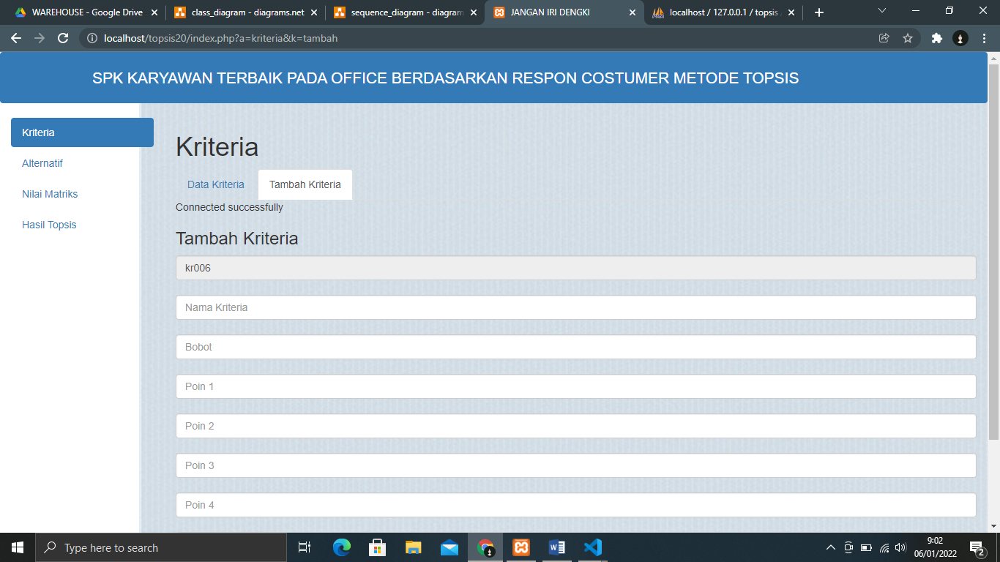 WAREHOUSE - Google Drive
class_diagram - diagrams.net
sequence_diagram - diagram
JANGAN IRI DENGKI
localhost / 127.0.0.1 / topsis
localhost/topsis20/index.php?a=kriteria&k=tambah
SPK KARYAWAN TERBAIK PADA OFFICE BERDASARKAN RESPON COSTUMER METODE TOPSIS
Kriteria
Alternatif
Nilai Matriks
Hasil Topsis
Kriteria
Data Kriteria
Tambah Kriteria
Connected successfully
Tambah Kriteria
kr006
Nama Kriteria
Bobot
Poin 1
Poin 2
Poin 3
Poin 4
Type here to search
9:02
06/01/2022
2